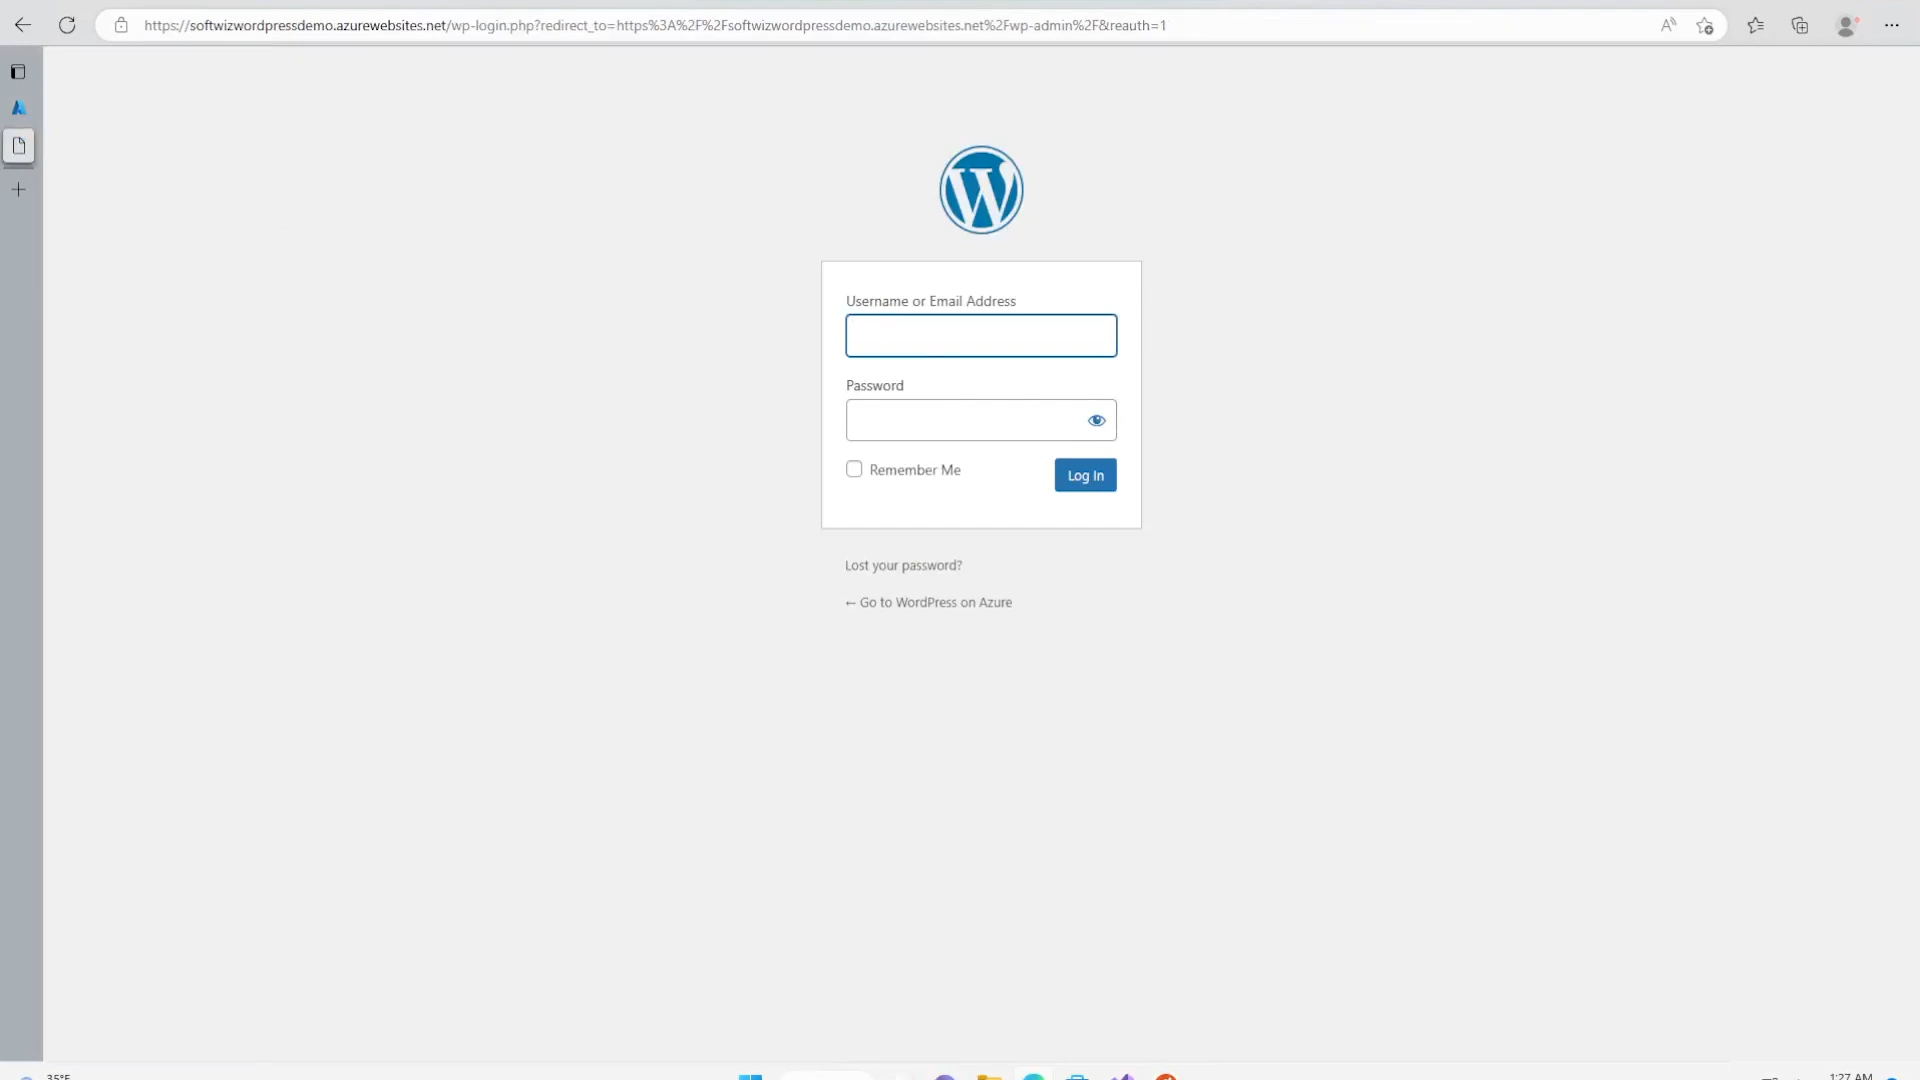 https://softwizwordpressdemo.azurewebsites.net/wp-login.php?redirect_to=https%3A%2F%2Fsoftwizwordpressdemo.azurewebsites.net%2Fwp-admin%2F&reauth=1
Username or Email Address
Password
Remember Me
Log In
Lost your password?
← Go to WordPress on Azure
35°F
1:27 AM